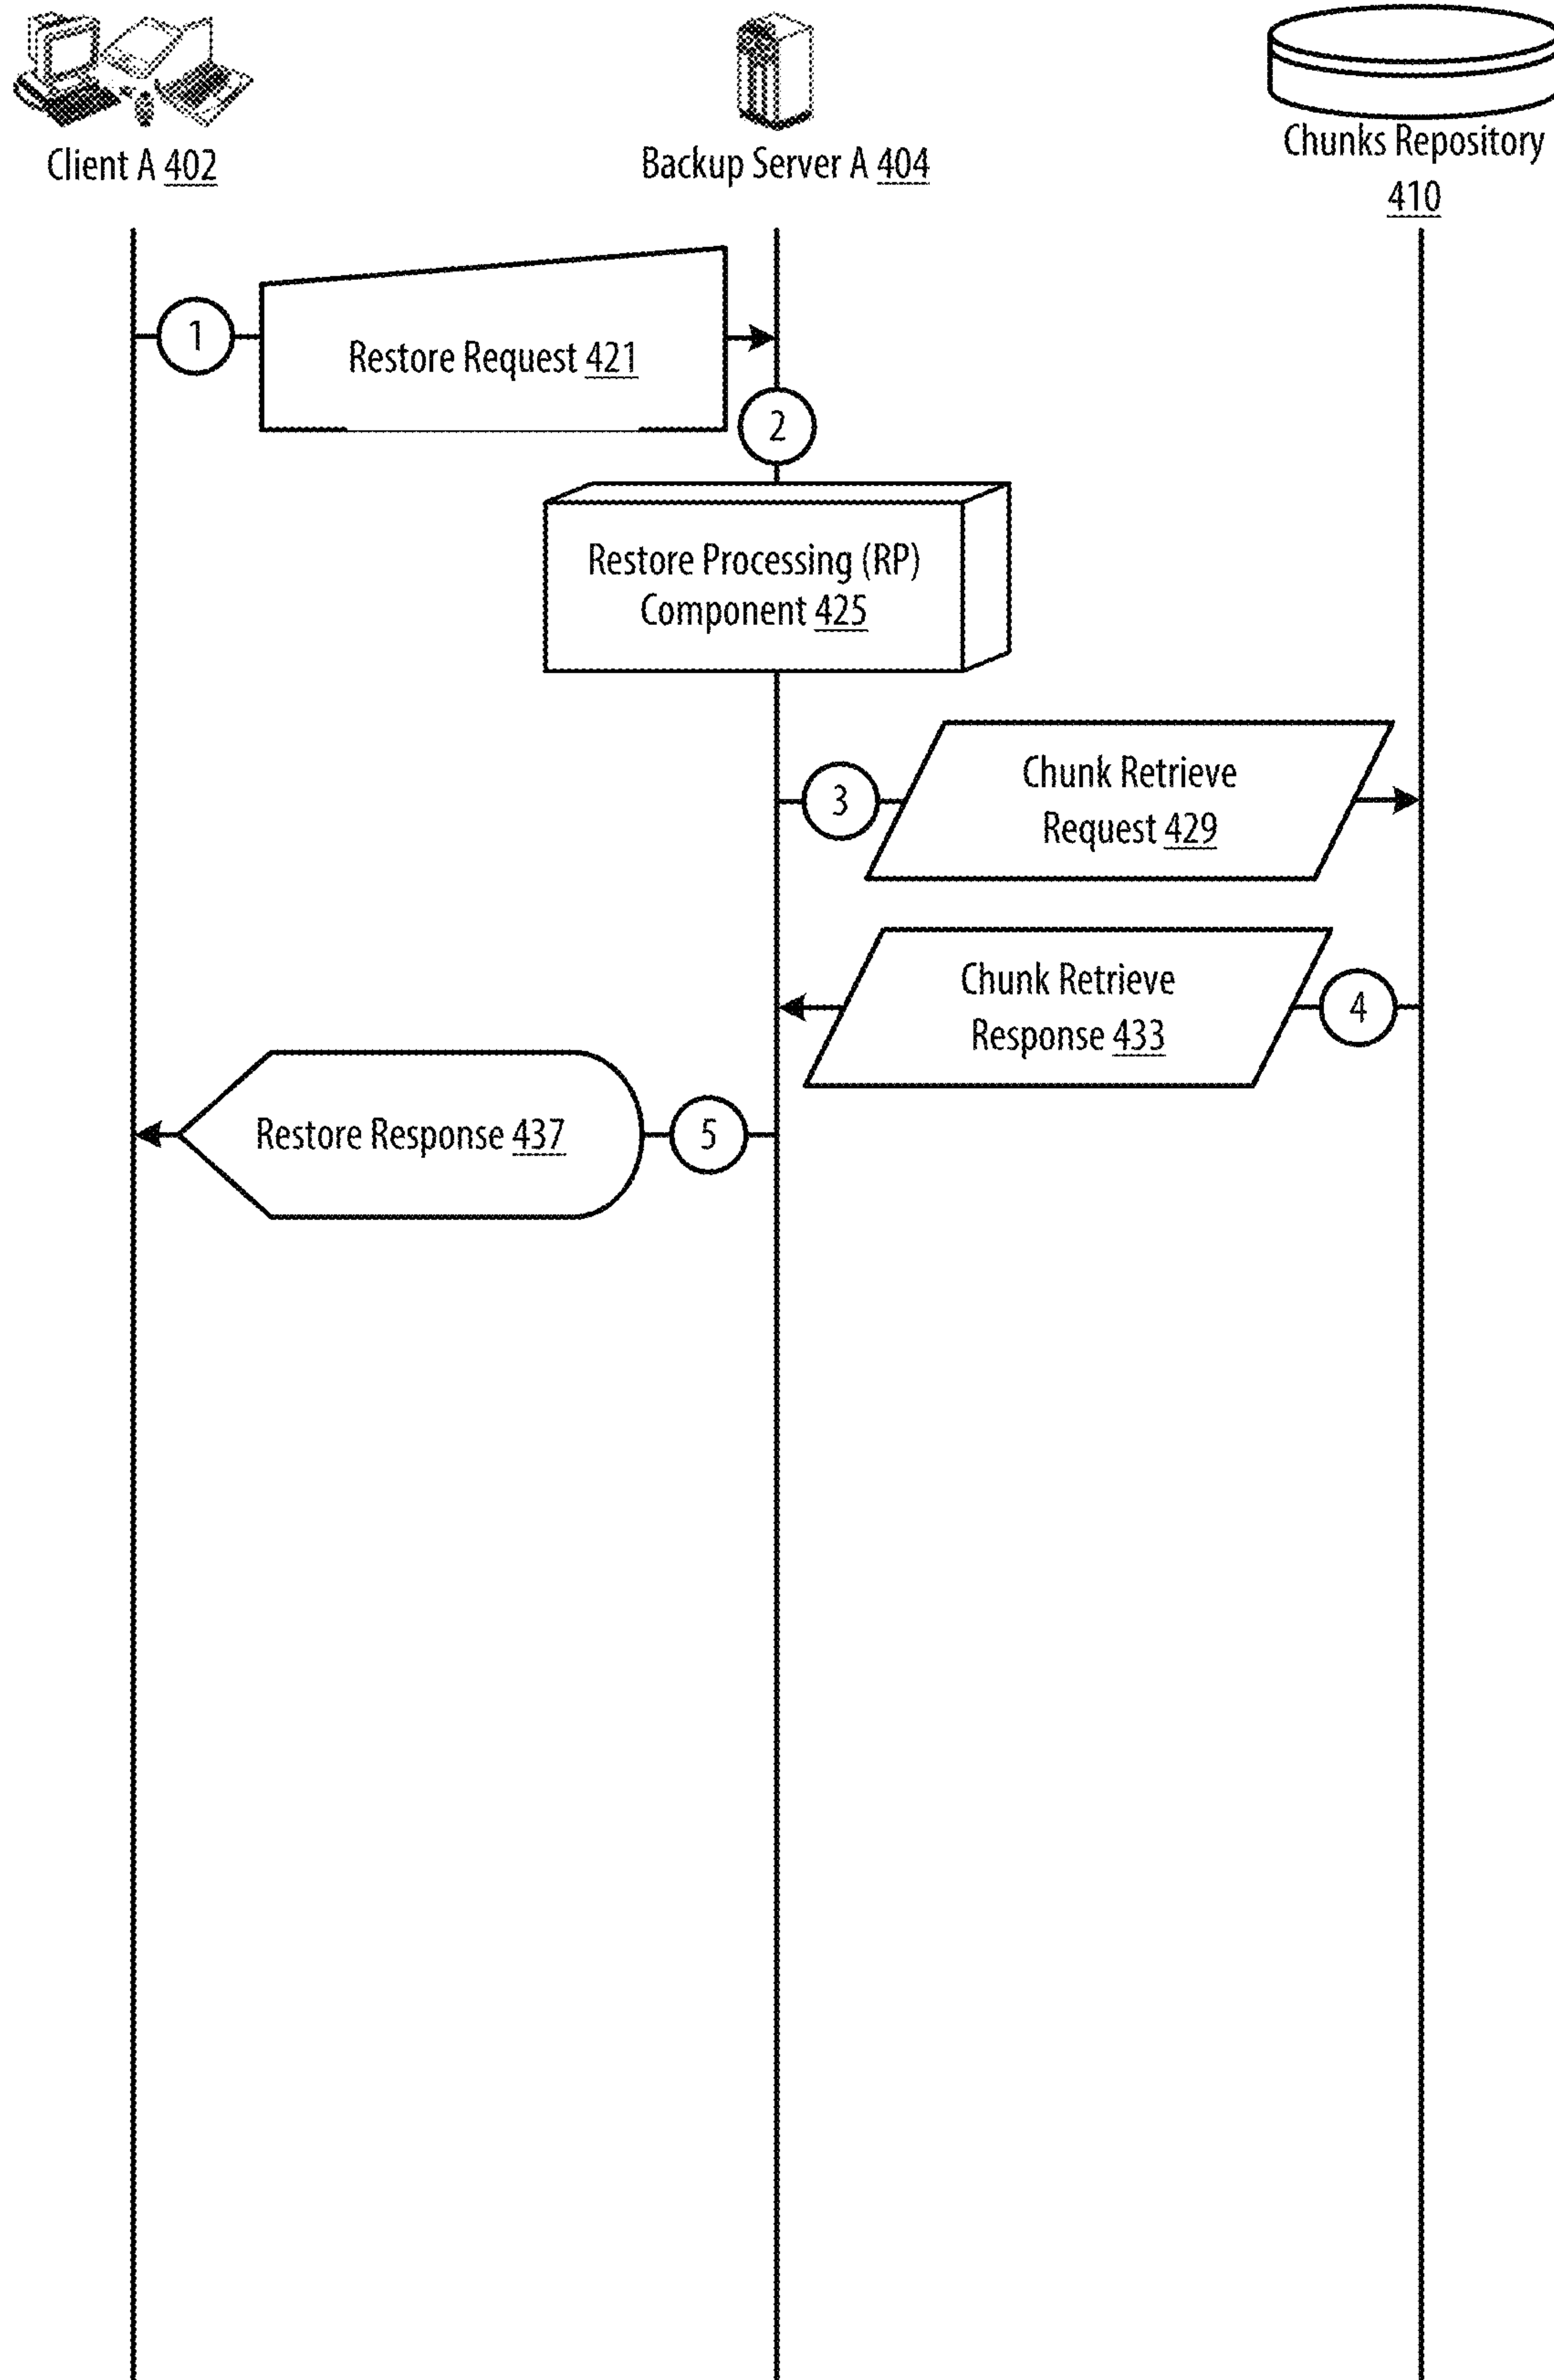 Client A 402
Backup Server A 404
Chunks Repository
410
1
Restore Request 421
2
Restore Processing (RP)
Component 425
3
Chunk Retrieve
Request 429
Chunk Retrieve
Response 433
4
Restore Response 437
5